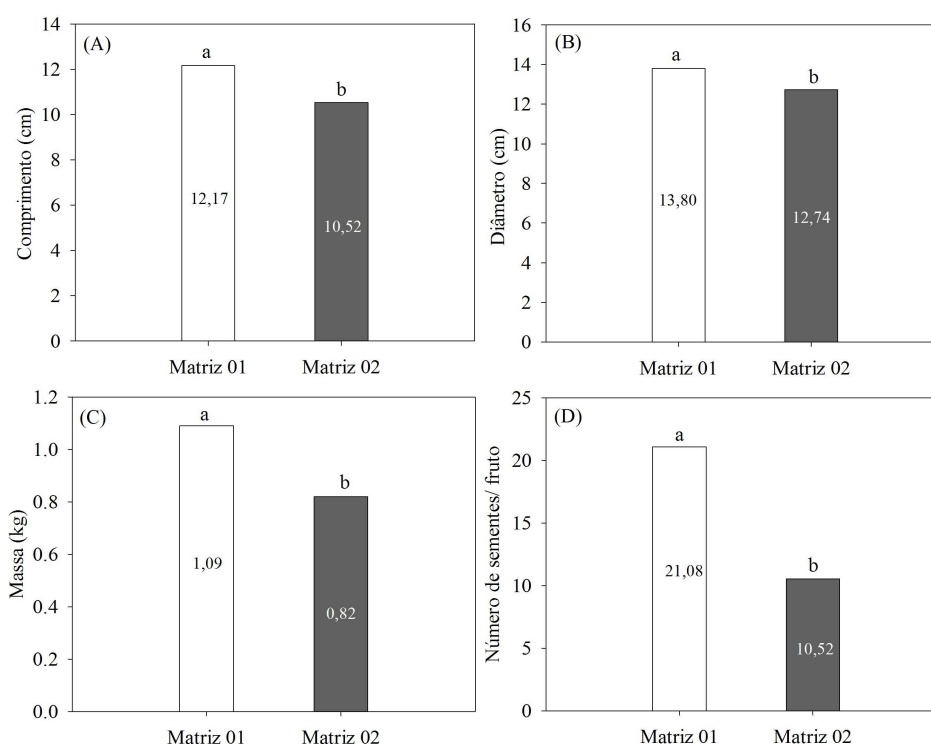 (A)
Comprimento (cm)
14
12
10
8
6
4
2
0
a
b
12,17
10,52
Matriz 01
Matriz 02
(B)
Diâmetro (cm)
16
14
12
10
8
6
4
2
0
a
b
13,80
12,74
Matriz 01
Matriz 02
(C)
Massa (kg)
1.2
1.0
0.8
0.6
0.4
0.2
0.0
a
b
1,09
0,82
Matriz 01
Matriz 02
(D)
Número de sementes/ fruto
25
20
15
10
5
0
a
b
21,08
10,52
Matriz 01
Matriz 02